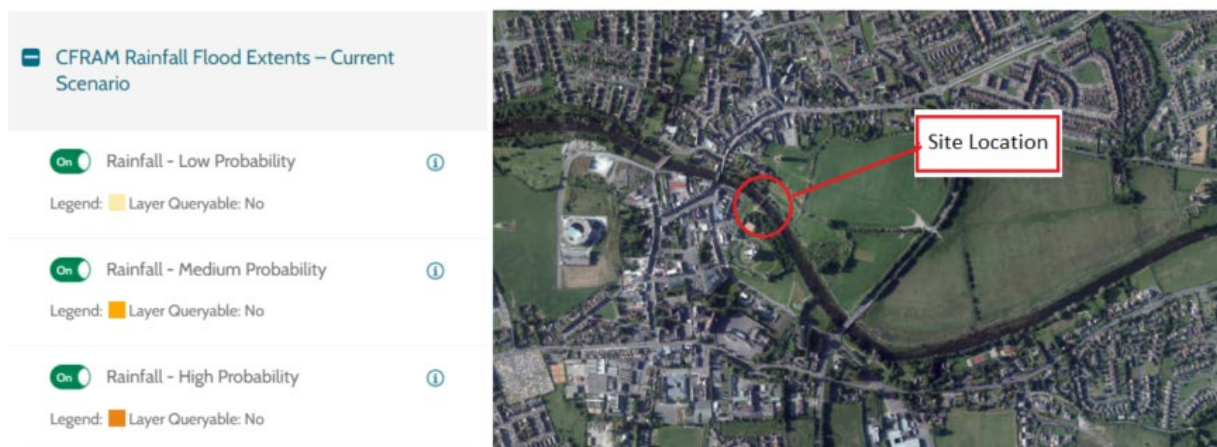 CFRAM Rainfall Flood Extents – Current
Scenario
On Rainfall - Low Probability
Legend: Layer Queryable: No
On Rainfall - Medium Probability
Legend: Layer Queryable: No
On Rainfall - High Probability
Legend: Layer Queryable: No
Site Location